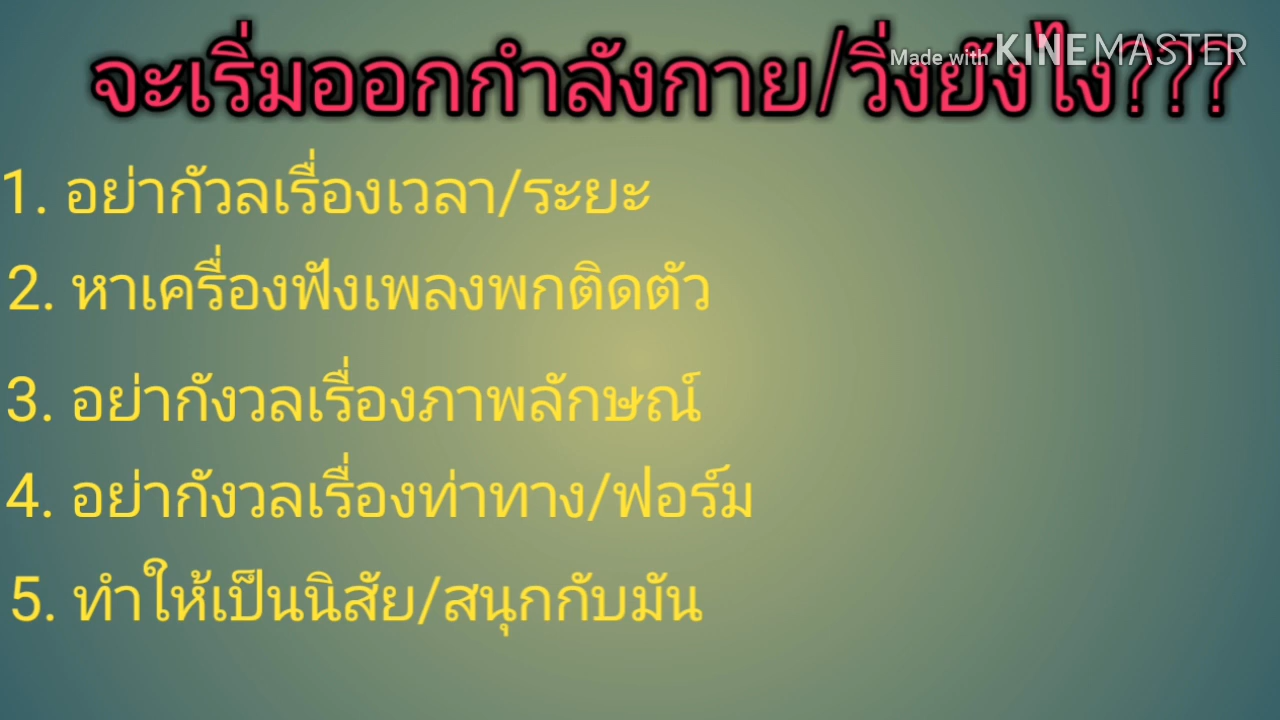 จะเริ่มออกกำลังกาย/วิ่งยังไง???
Made with KINEMASTER
1. อย่ากัวลเรื่องเวลา/ระยะ
2. หาเครื่องฟังเพลงพกติดตัว
3. อย่ากังวลเรื่องภาพลักษณ์
4. อย่ากังวลเรื่องท่าทาง/ฟอร์ม
5. ทำให้เป็นนิสัย/สนุกกับมัน